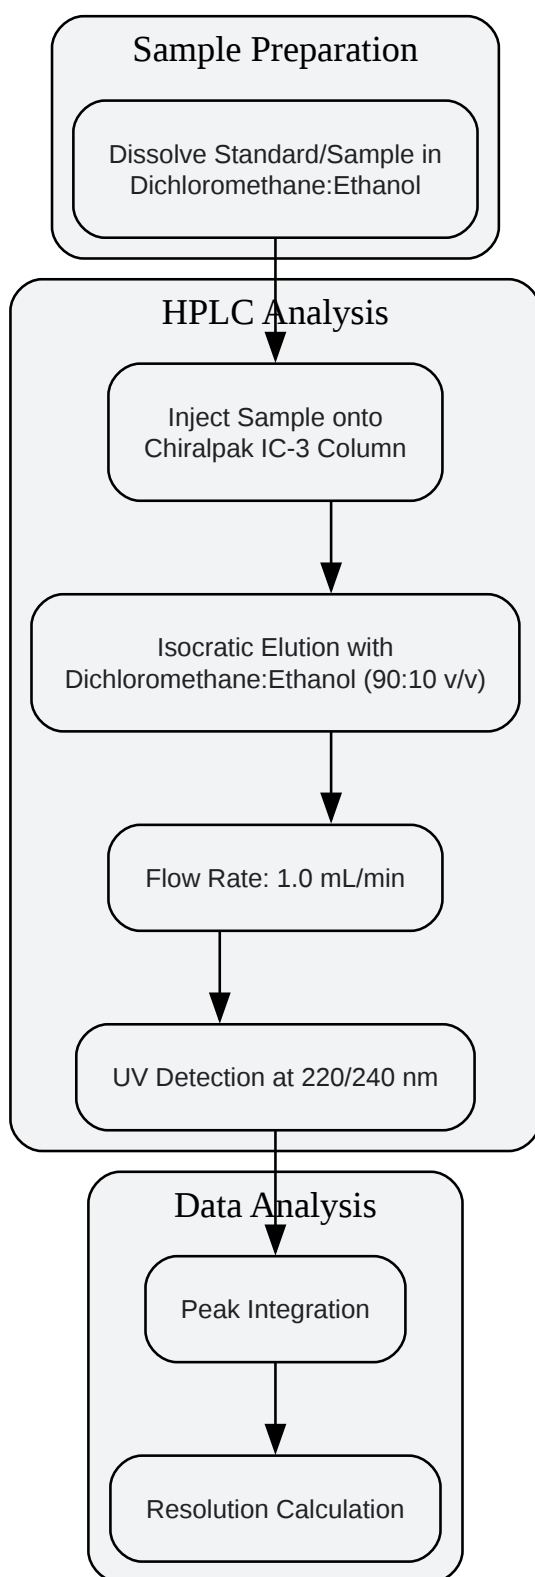 Sample Preparation
Dissolve Standard/Sample in
Dichloromethane:Ethanol
HPLC Analysis
Inject Sample onto
Chiralpak IC-3 Column
Isocratic Elution with
Dichloromethane:Ethanol (90:10 v/v)
Flow Rate: 1.0 mL/min
UV Detection at 220/240 nm
Data Analysis
Peak Integration
Resolution Calculation